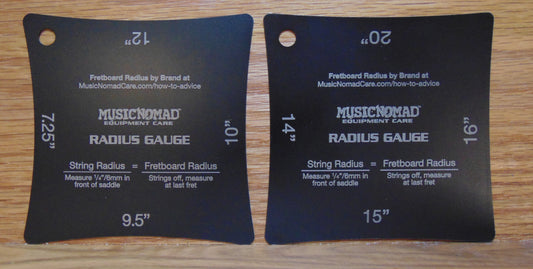 12"
Fretboard Radius by Brand at
MusicNomadCare.com/how-to-advice
7.25"
MUSICNOMAD
EQUIPMENT CARE
RADIUS GAUGE
10"
String Radius = Fretboard Radius
Measure ¼"/6mm in
front of saddle
Strings off, measure
at last fret
9.5"
20"
Fretboard Radius by Brand at
MusicNomadCare.com/how-to-advice
14"
MUSICNOMAD
EQUIPMENT CARE
RADIUS GAUGE
16"
String Radius = Fretboard Radius
Measure ¼"/6mm in
front of saddle
Strings off, measure
at last fret
15"